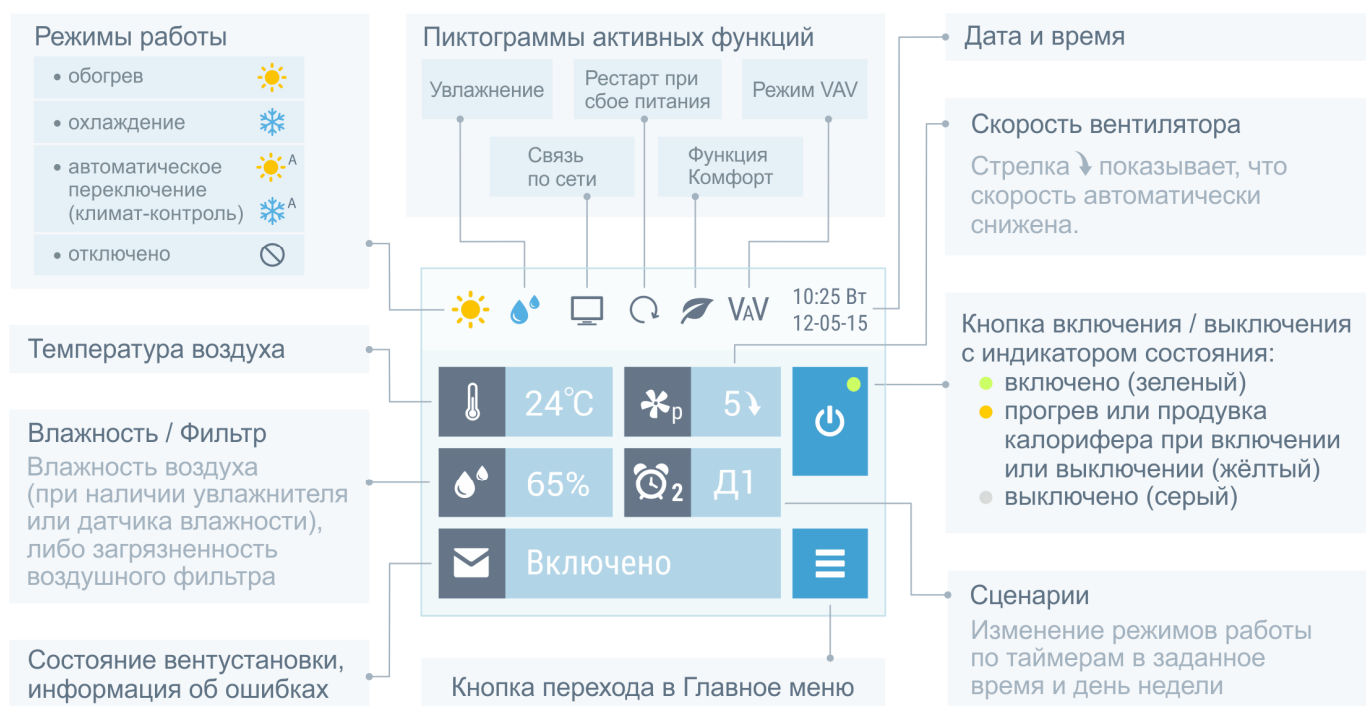 Режимы работы
• обогрев
• охлаждение
• автоматическое
переключение
(климат-контроль)
A
A
• отключено
Пиктограммы активных функций
Увлажнение
Рестарт при
сбое питания
Режим VAV
Связь
по сети
Функция
Комфорт
Дата и время
Скорость вентилятора
Стрелка показывает, что
скорость автоматически
снижена.
Кнопка включения / выключения
с индикатором состояния:
включено (зеленый)
прогрев или продувка
калорифера при включении
или выключении (жёлтый)
выключено (серый)
Сценарии
Изменение режимов работы
по таймерам в заданное
время и день недели
Температура воздуха
Влажность / Фильтр
Влажность воздуха
(при наличии увлажнителя
или датчика влажности),
либо загрязненность
воздушного фильтра
Состояние вентустановки,
информация об ошибках
VAV
10:25 Вт
12-05-15
24°C
p
5
65%
2
Д1
Включено
Кнопка перехода в Главное меню